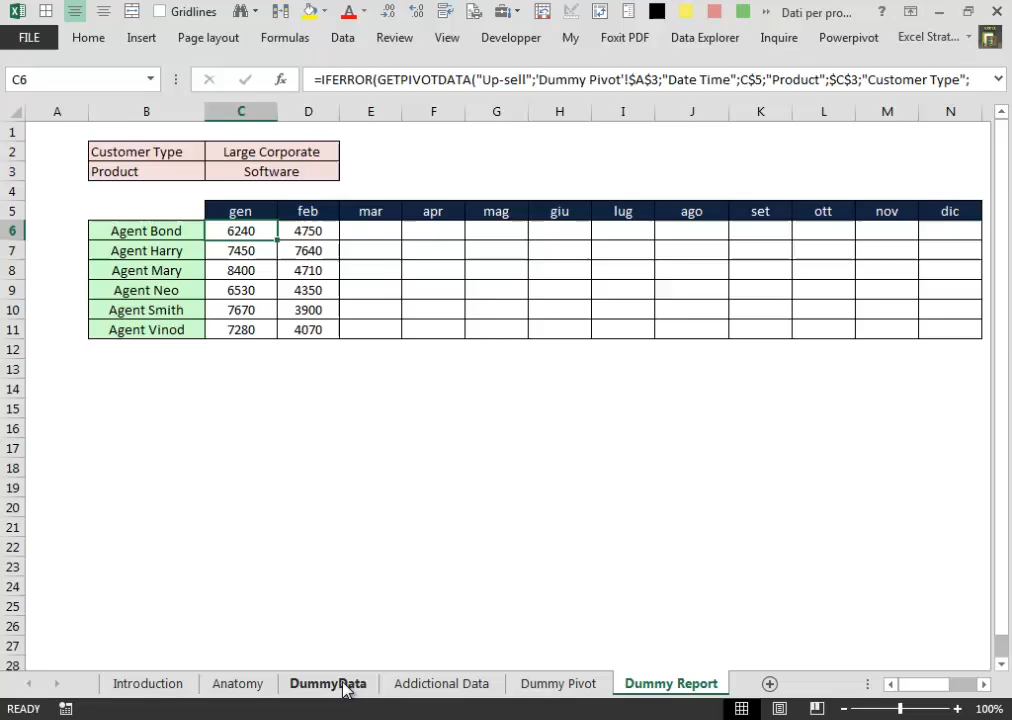 Gridlines Dati per pro... ?
FILE Home Insert Page layout Formulas Data Review View Developer My Foxit PDF Data Explorer Inquire Powerpivot Excel Strat...
C6 fx =IFERROR(GETPIVOTDATA("Up-sell";'Dummy Pivot'!$A$3;"Date Time";C$5;"Product";$C$3;"Customer Type";
A B C D E F G H I J K L M N
1
2 Customer Type Large Corporate
3 Product Software
4
5 gen feb mar apr mag giu lug ago set ott nov dic
6 Agent Bond 6240 4750
7 Agent Harry 7450 7640
8 Agent Mary 8400 4710
9 Agent Neo 6530 4350
10 Agent Smith 7670 3900
11 Agent Vinod 7280 4070
12
13
14
15
16
17
18
19
20
21
22
23
24
25
26
27
28
Introduction Anatomy DummyData Addictional Data Dummy Pivot Dummy Report
READY 100%